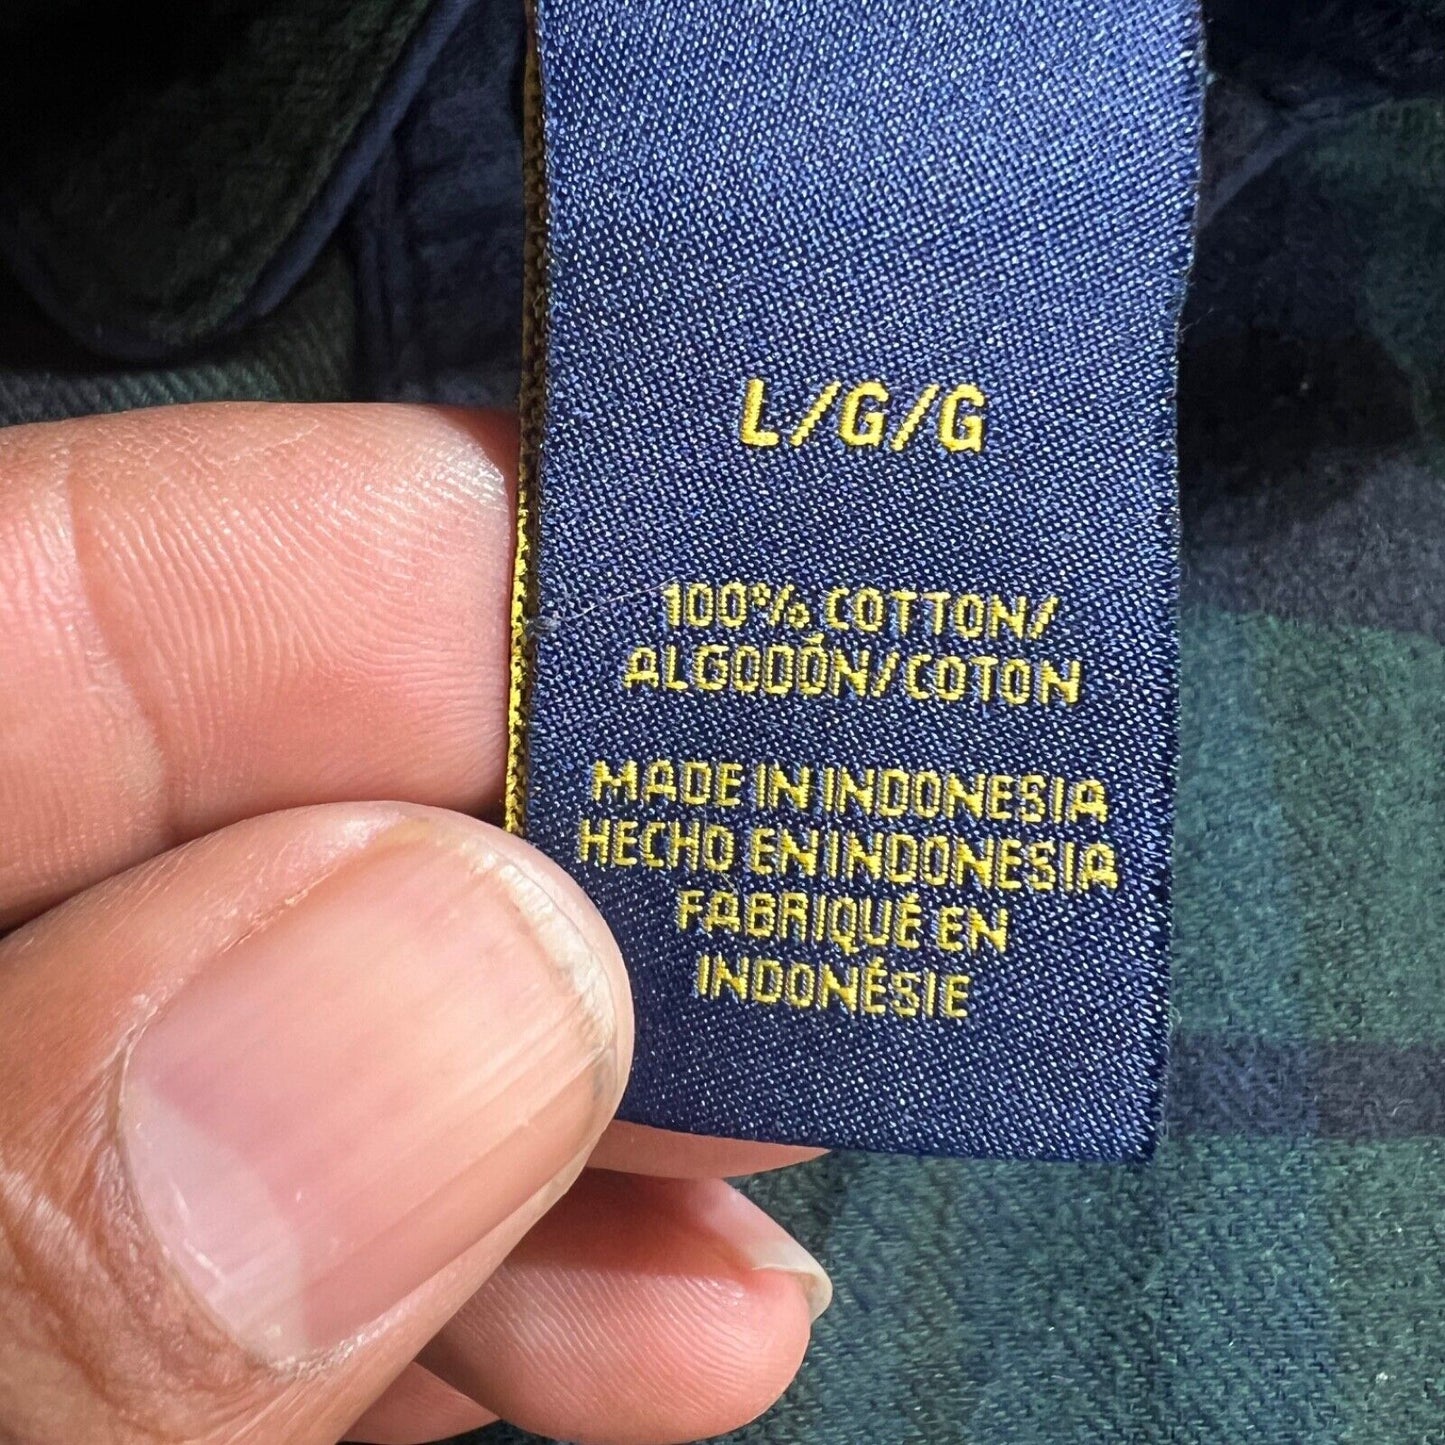 L/G/G
100% COTTON/
ALGODÓN/COTON
MADE IN INDONESIA
HECHO EN INDONESIA
FABRIQUÉ EN
INDONÉSIE